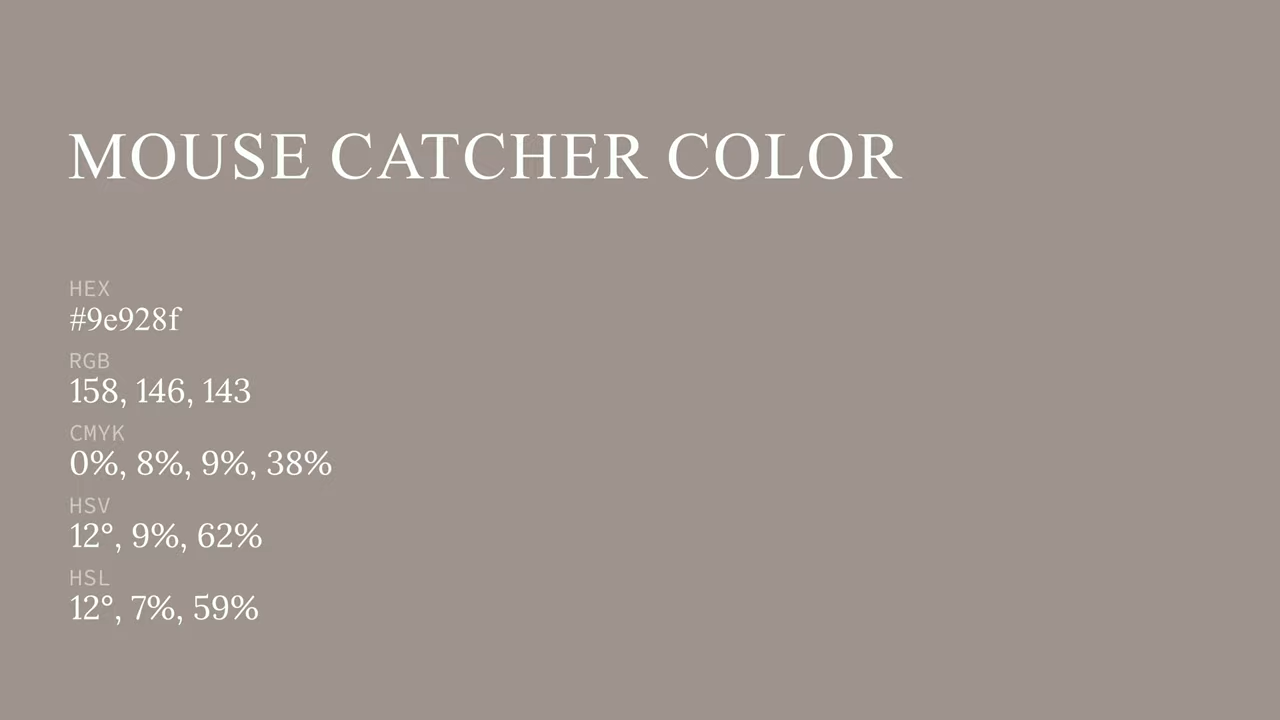 MOUSE CATCHER COLOR
HEX
#9e928f
RGB
158, 146, 143
CMYK
0%, 8%, 9%, 38%
HSV
12°, 9%, 62%
HSL
12°, 7%, 59%